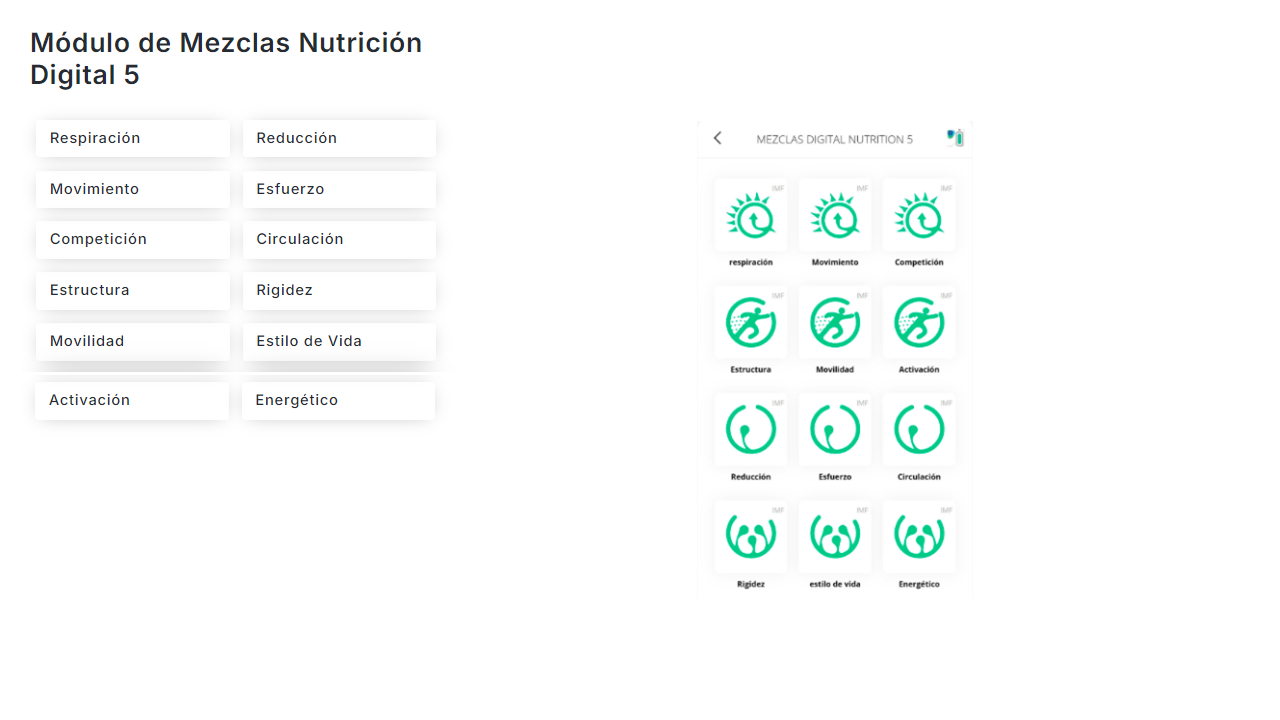 Módulo de Mezclas Nutrición
Digital 5
Respiración
Reducción
Movimiento
Esfuerzo
Competición
Circulación
Estructura
Rigidez
Movilidad
Estilo de Vida
Activación
Energético
MEZCLAS DIGITAL NUTRITION 5
IMF
IMF
IMF
respiración
Movimiento
Competición
IMF
IMF
IMF
Estructura
Movilidad
Activación
IMF
IMF
IMF
Reducción
Esfuerzo
Circulación
IMF
IMF
IMF
Rigidez
estilo de vida
Energético